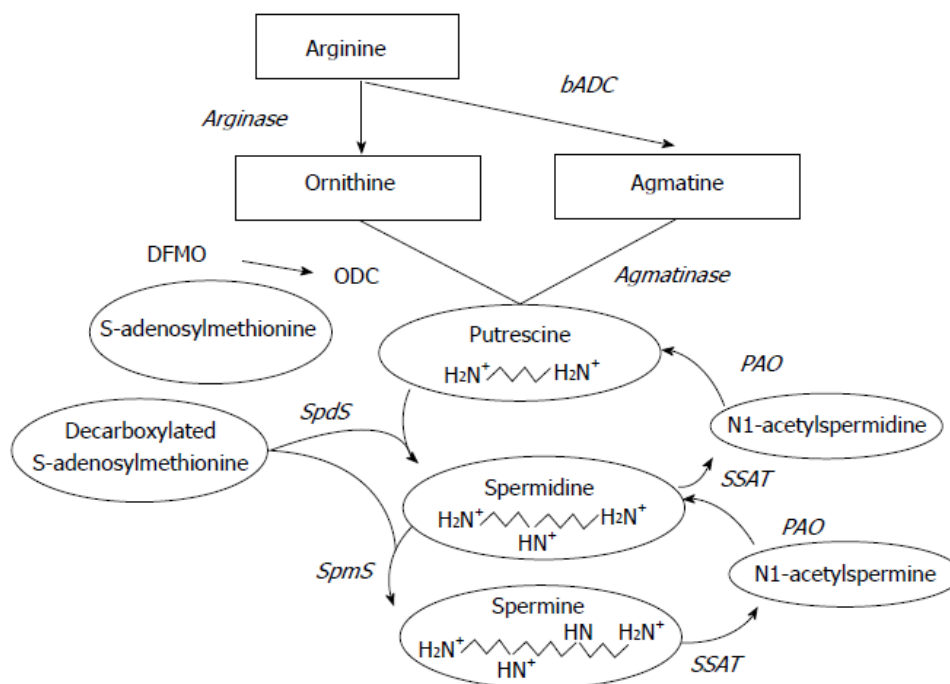 Arginine
bADC
Arginase
Ornithine
Agmatine
DFMO
ODC
Agmatinase
S-adenosylmethionine
Putrescine
H₂N⁺ H₂N⁺
PAO
SpdS
N1-acetylspermidine
Decarboxylated
S-adenosylmethionine
Spermidine
SSAT
H₂N⁺ H₂N⁺
HN⁺
PAO
SpmS
N1-acetylspermine
Spermine
HN H₂N⁺
H₂N⁺
HN⁺
SSAT